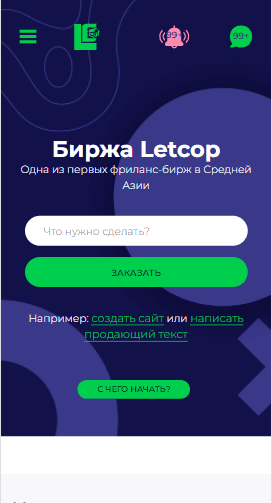 99+
99+
Биржа Letcop
Одна из первых фриланс-бирж в Средней
Азии
Что нужно сделать?
ЗАКАЗАТЬ
Например: создать сайт или написать
продающий текст
С ЧЕГО НАЧАТЬ?